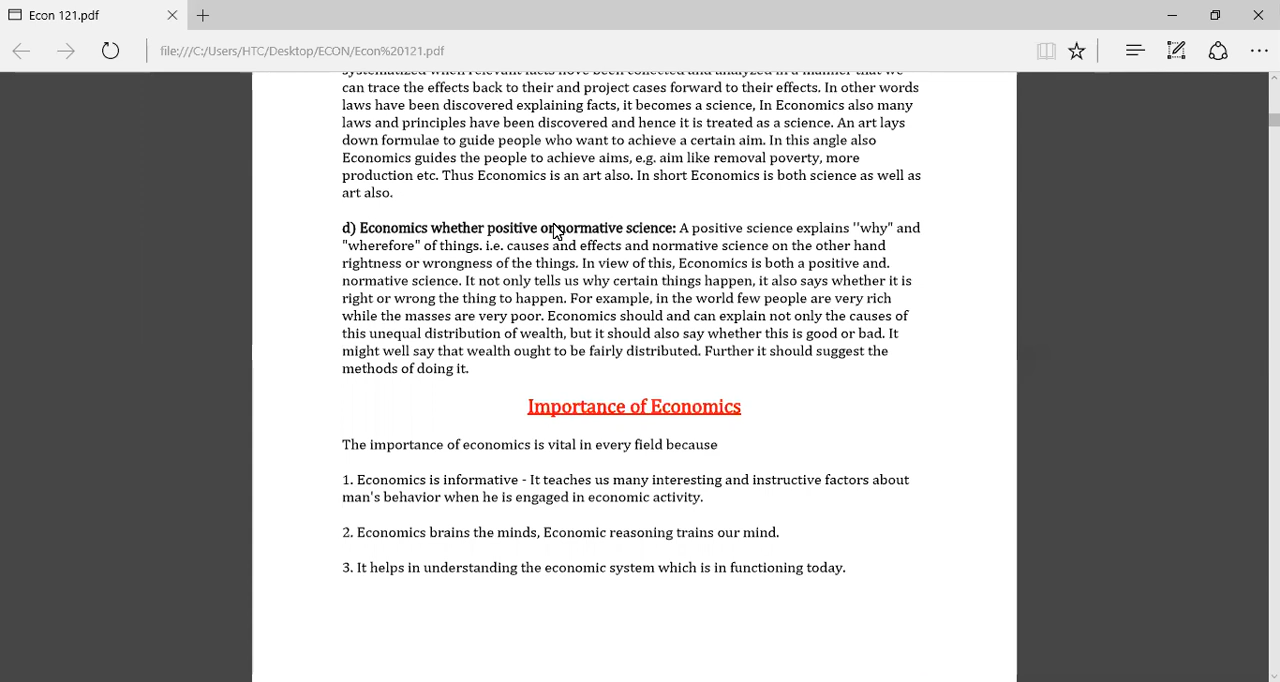 Econ 121.pdf
file:///C:/Users/HTC/Desktop/ECON/Econ%20121.pdf
systematized when relevant facts have been collected and analyzed in a manner that we
can trace the effects back to their and project cases forward to their effects. In other words
laws have been discovered explaining facts, it becomes a science, In Economics also many
laws and principles have been discovered and hence it is treated as a science. An art lays
down formulae to guide people who want to achieve a certain aim. In this angle also
Economics guides the people to achieve aims, e.g. aim like removal poverty, more
production etc. Thus Economics is an art also. In short Economics is both science as well as
art also.
d) Economics whether positive or normative science: A positive science explains ''why" and
"wherefore" of things. i.e. causes and effects and normative science on the other hand
rightness or wrongness of the things. In view of this, Economics is both a positive and.
normative science. It not only tells us why certain things happen, it also says whether it is
right or wrong the thing to happen. For example, in the world few people are very rich
while the masses are very poor. Economics should and can explain not only the causes of
this unequal distribution of wealth, but it should also say whether this is good or bad. It
might well say that wealth ought to be fairly distributed. Further it should suggest the
methods of doing it.
Importance of Economics
The importance of economics is vital in every field because
1. Economics is informative - It teaches us many interesting and instructive factors about
man's behavior when he is engaged in economic activity.
2. Economics brains the minds, Economic reasoning trains our mind.
3. It helps in understanding the economic system which is in functioning today.